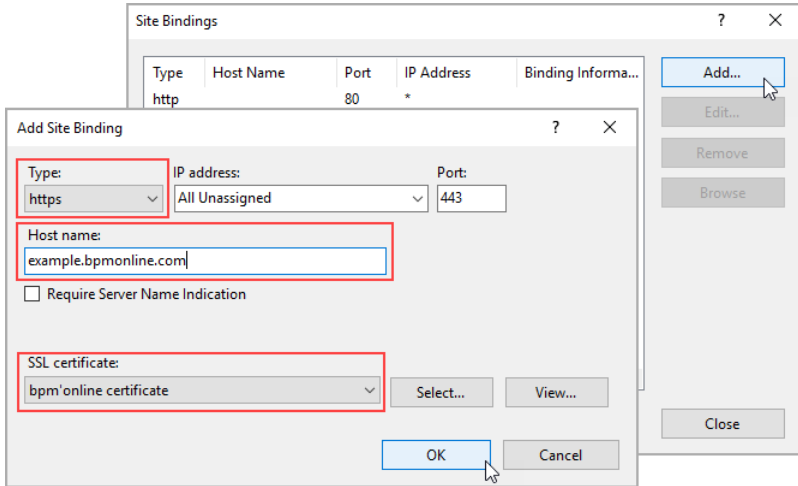 Site Bindings ? ×
Type Host Name Port IP Address Binding Informa... Add...
http 80 * Edit...
Remove
Browse
Close
Add Site Binding ? ×
Type: IP address: Port:
https All Unassigned 443
Host name:
example.bpmonline.com
Require Server Name Indication
SSL certificate:
bpm'online certificate Select... View...
OK Cancel